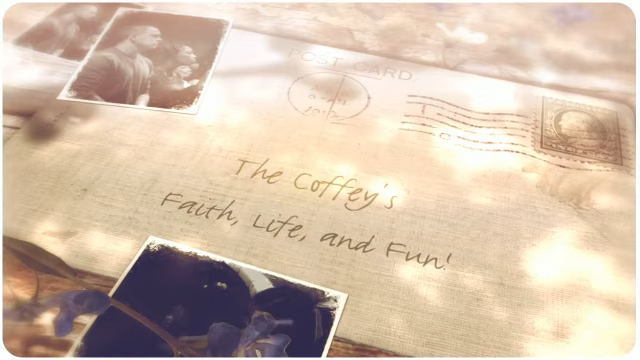 POST CARD
The Coffey's
Faith, Life, and Fun!